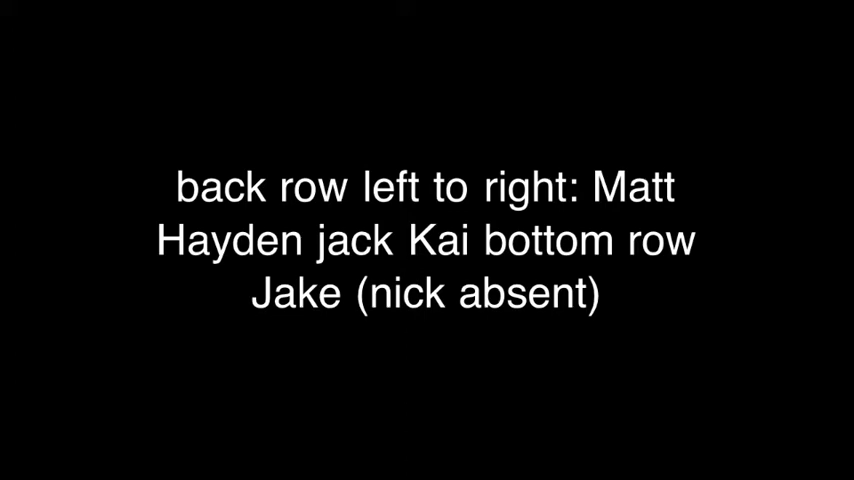 back row left to right: Matt
Hayden jack Kai bottom row
Jake (nick absent)